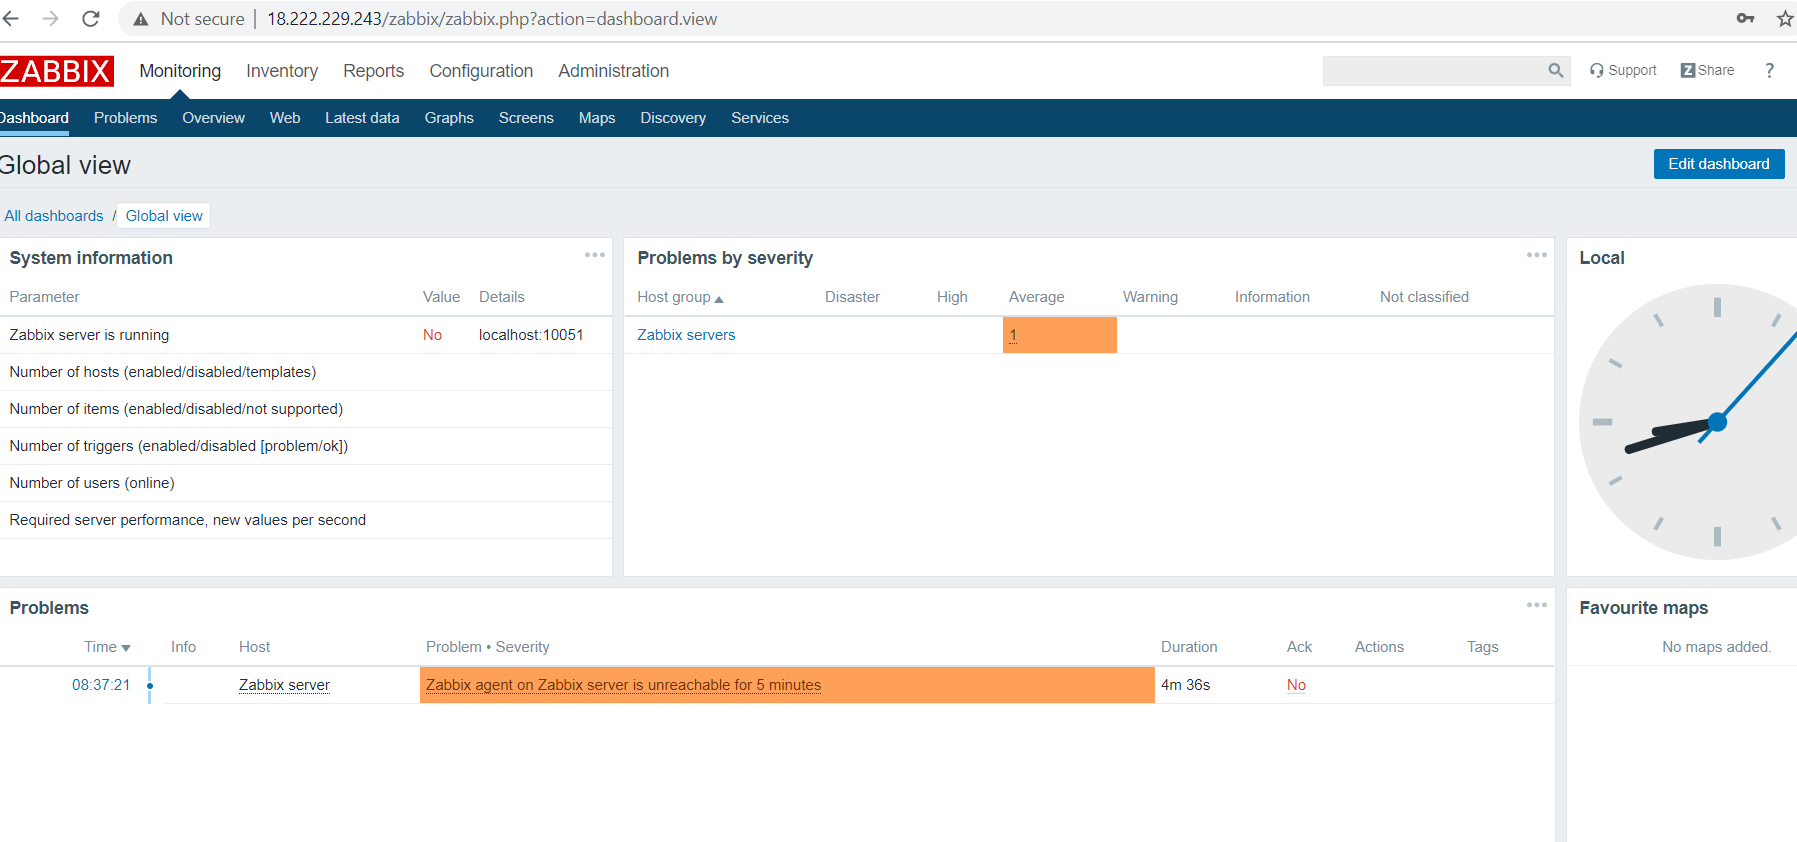 Not secure | 18.222.229.243/zabbix/zabbix.php?action=dashboard.view
ZABBIX Monitoring Inventory Reports Configuration Administration Support Z Share ?
Dashboard Problems Overview Web Latest data Graphs Screens Maps Discovery Services
Global view Edit dashboard
All dashboards / Global view
System information
Parameter Value Details
Zabbix server is running No localhost:10051
Number of hosts (enabled/disabled/templates)
Number of items (enabled/disabled/not supported)
Number of triggers (enabled/disabled [problem/ok])
Number of users (online)
Required server performance, new values per second
Problems by severity
Host group Disaster High Average Warning Information Not classified
Zabbix servers 1
Local
Problems
Time Info Host Problem • Severity Duration Ack Actions Tags
08:37:21 Zabbix server Zabbix agent on Zabbix server is unreachable for 5 minutes 4m 36s No
Favourite maps
No maps added.